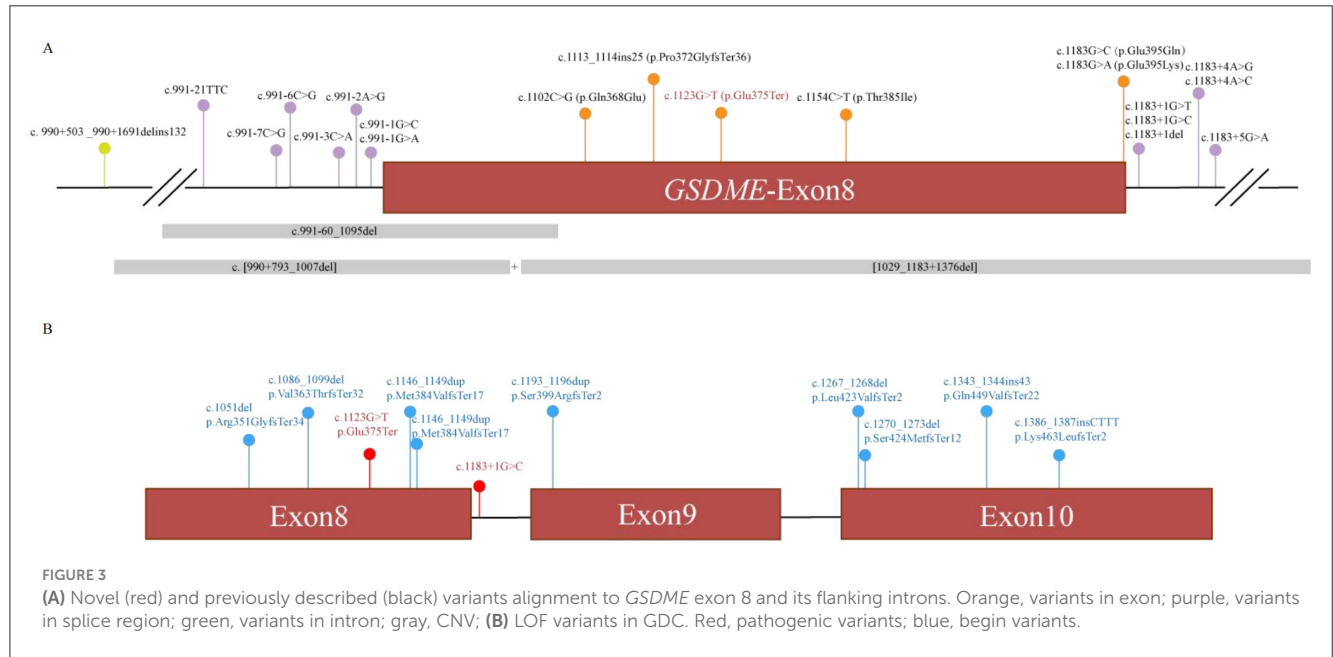 A
c. 990+503 _990+1691delins132
c.991-21TTC
c.991-7C>G
c.991-6C>G
c.991-3C>A
c.991-2A>G
c.991-1G>C
c.991-1G>A
c.1102C>G (p.Gln368Glu)
c.1113_1114ins25 (p.Pro372GlyfsTer36)
c.1123G>T (p.Glu375Ter)
c.1154C>T (p.Thr385Ile)
c.1183G>C (p.Glu395Gln)
c.1183G>A (p.Glu395Lys)
c.1183+1G>T
c.1183+1G>C
c.1183+1del
c.1183+4A>G
c.1183+4A>C
c.1183+5G>A
GSDME-Exon8
c.991-60_1095del
c. [990+793_1007del]
+
[1029_1183+1376del]
B
c.1051del
p.Arg351GlyfsTer34
c.1086_1099del
p.Val363ThrfsTer32
c.1123G>T
p.Glu375Ter
c.1146_1149dup
p.Met384ValfsTer17
c.1146_1149dup
p.Met384ValfsTer17
c.1183+1G>C
c.1193_1196dup
p.Ser399ArgfsTer2
c.1267_1268del
p.Leu423ValfsTer2
c.1270_1273del
p.Ser424MetfsTer12
c.1343_1344ins43
p.Gln449ValfsTer22
c.1386_1387insCTTT
p.Lys463LeufsTer2
Exon8
Exon9
Exon10
FIGURE 3
(A) Novel (red) and previously described (black) variants alignment to GSDME exon 8 and its flanking introns. Orange, variants in exon; purple, variants
in splice region; green, variants in intron; gray, CNV; (B) LOF variants in GDC. Red, pathogenic variants; blue, begin variants.